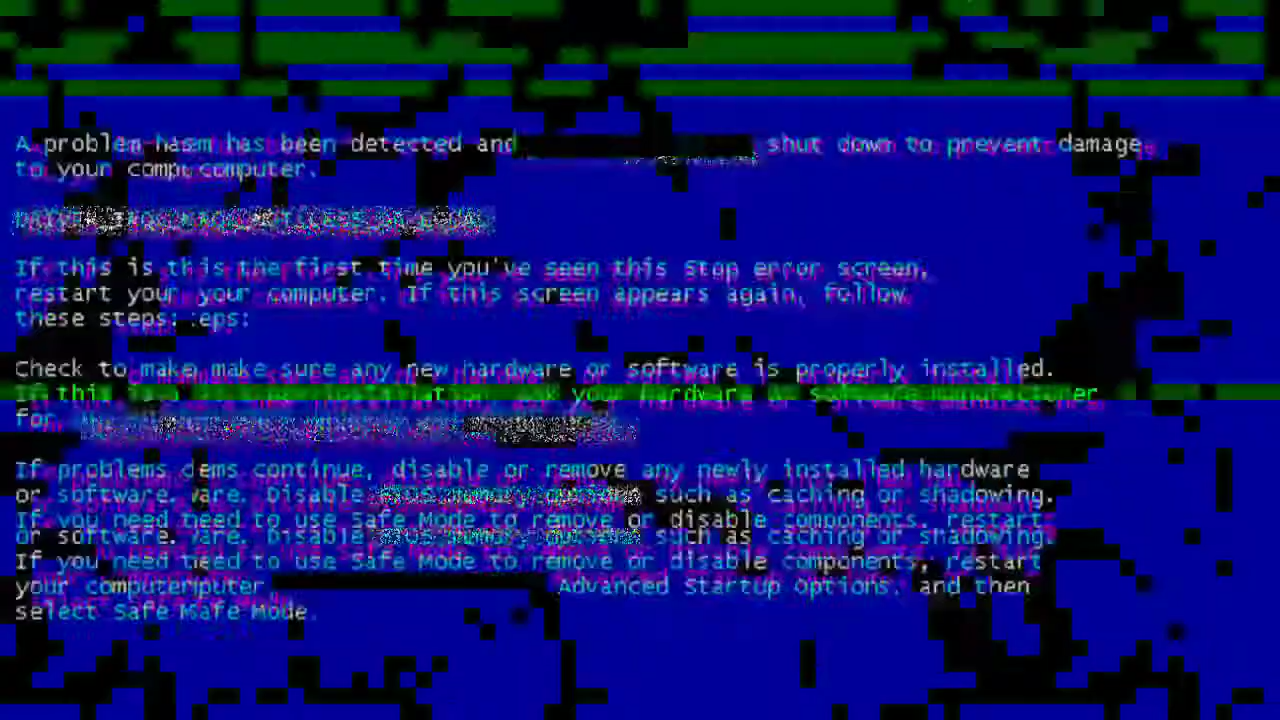 A problem hasm has been detected and shut down to prevent damage
to your compu computer.
If this is this the first time you've seen this Stop error screen,
restart your your computer. If this screen appears again, follow
these steps: eps:
Check to make make sure any new hardware or software is properly installed.
If this is a your hardware or software
for
If problems dems continue, disable or remove any newly installed hardware
or software. ware. Disable such as caching or shadowing.
If you need need to use Safe Mode to remove or disable components, restart
or software. ware. Disable such as caching or shadowing.
If you need need to use Safe Mode to remove or disable components, restart
your computemputer, Advanced Startup Options, and then
select Safe Mafe Mode.